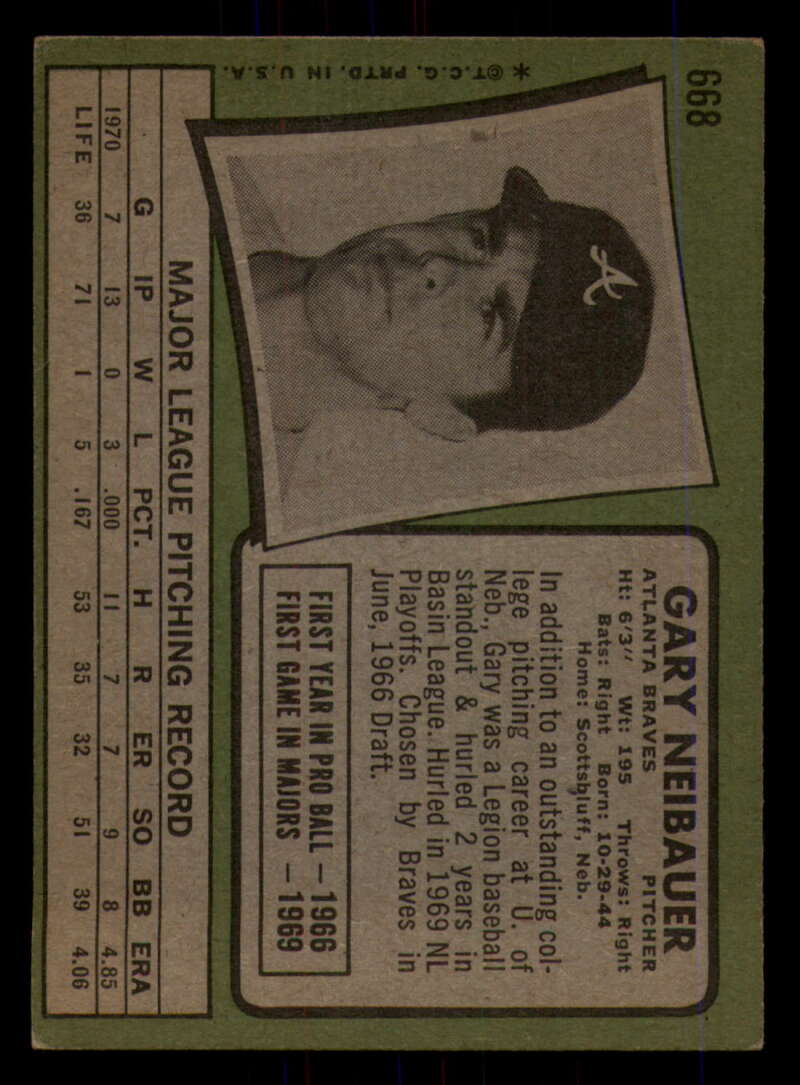 668
*©T.C.G. PRTD. IN U.S.A.
A
GARY NEIBAUER
ATLANTA BRAVES PITCHER
Ht: 6'3" Wt: 195 Throws: Right
Bats: Right Born: 10-29-44
Home: Scottsbluff, Neb.
In addition to an outstanding col-
lege pitching career at U. of
Neb., Gary was a Legion baseball
standout & hurled 2 years in
Basin League. Hurled in 1969 NL
Playoffs. Chosen by Braves in
June, 1966 Draft.
FIRST YEAR IN PRO BALL – 1966
FIRST GAME IN MAJORS – 1969
MAJOR LEAGUE PITCHING RECORD
G IP W L PCT. H R ER SO BB ERA
1970 7 13 0 3 .000 11 7 7 9 8 4.85
LIFE 36 71 1 5 .167 53 35 32 51 39 4.06